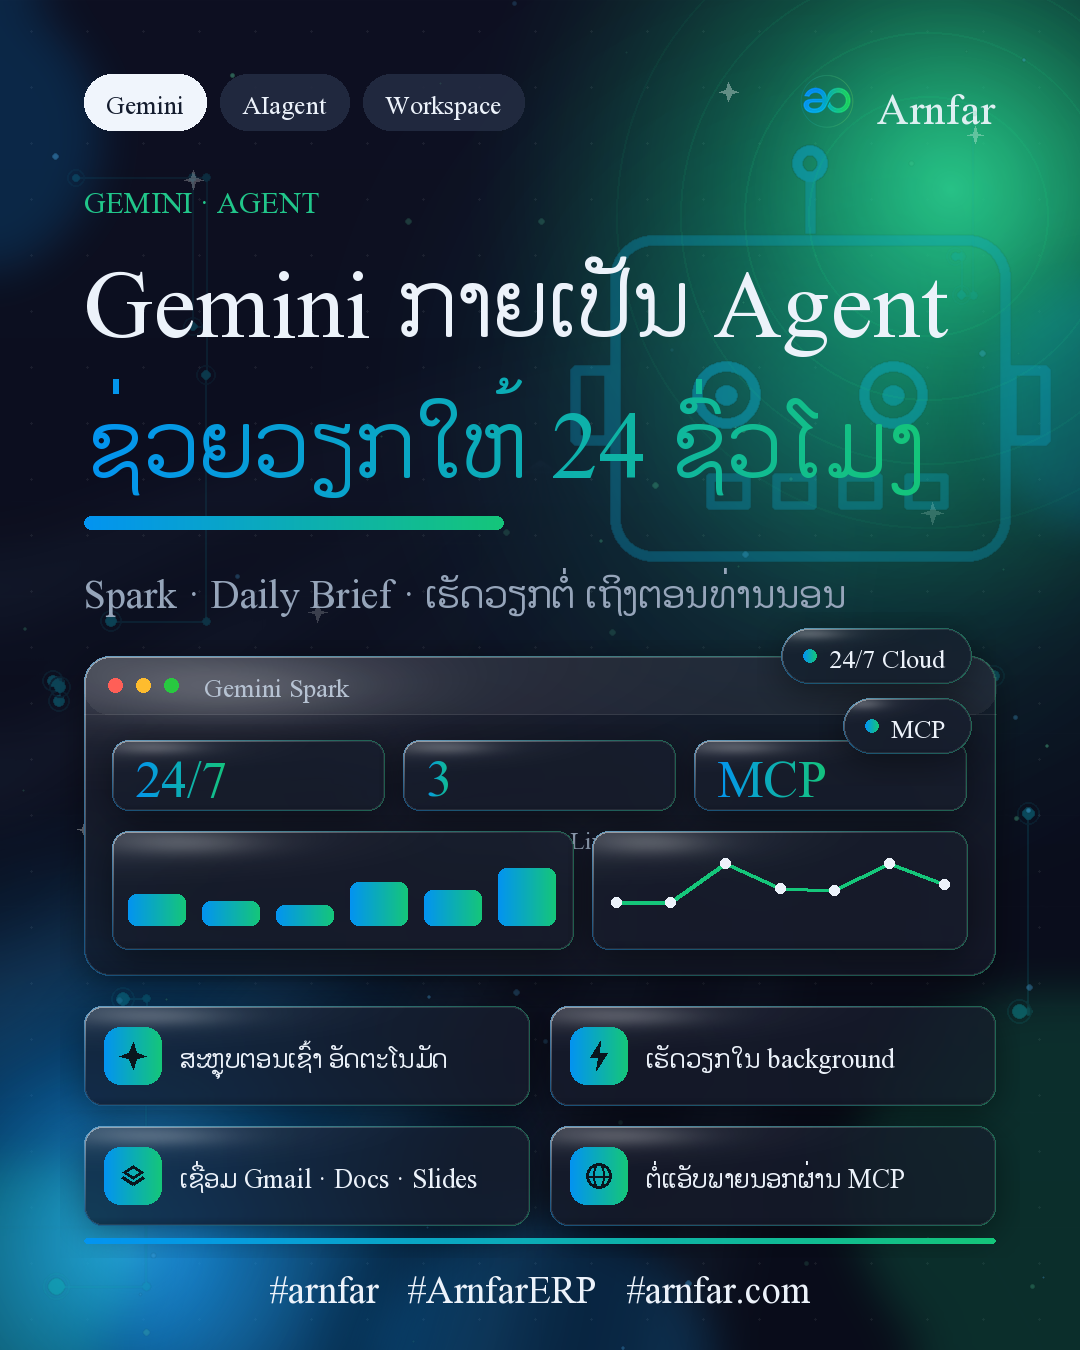 Gemini
AIagent
Workspace
Arnfar
GEMINI · AGENT
Gemini ກາຍເປັນ Agent
ຊ່ວຍວຽກໃຫ້ 24 ຊົ່ວໂມງ
Spark · Daily Brief · ເຮັດວຽກຕໍ່ ເຖິງຕອນທ່ານນອນ
24/7 Cloud
Gemini Spark
MCP
24/7
3
MCP
ສະຫຼຸບຕອນເຊົ້າ ອັດຕະໂນມັດ
ເຮັດວຽກໃນ background
ເຊື່ອມ Gmail · Docs · Slides
ຕໍ່ແອັບພາຍນອກຜ່ານ MCP
#arnfar #ArnfarERP #arnfar.com